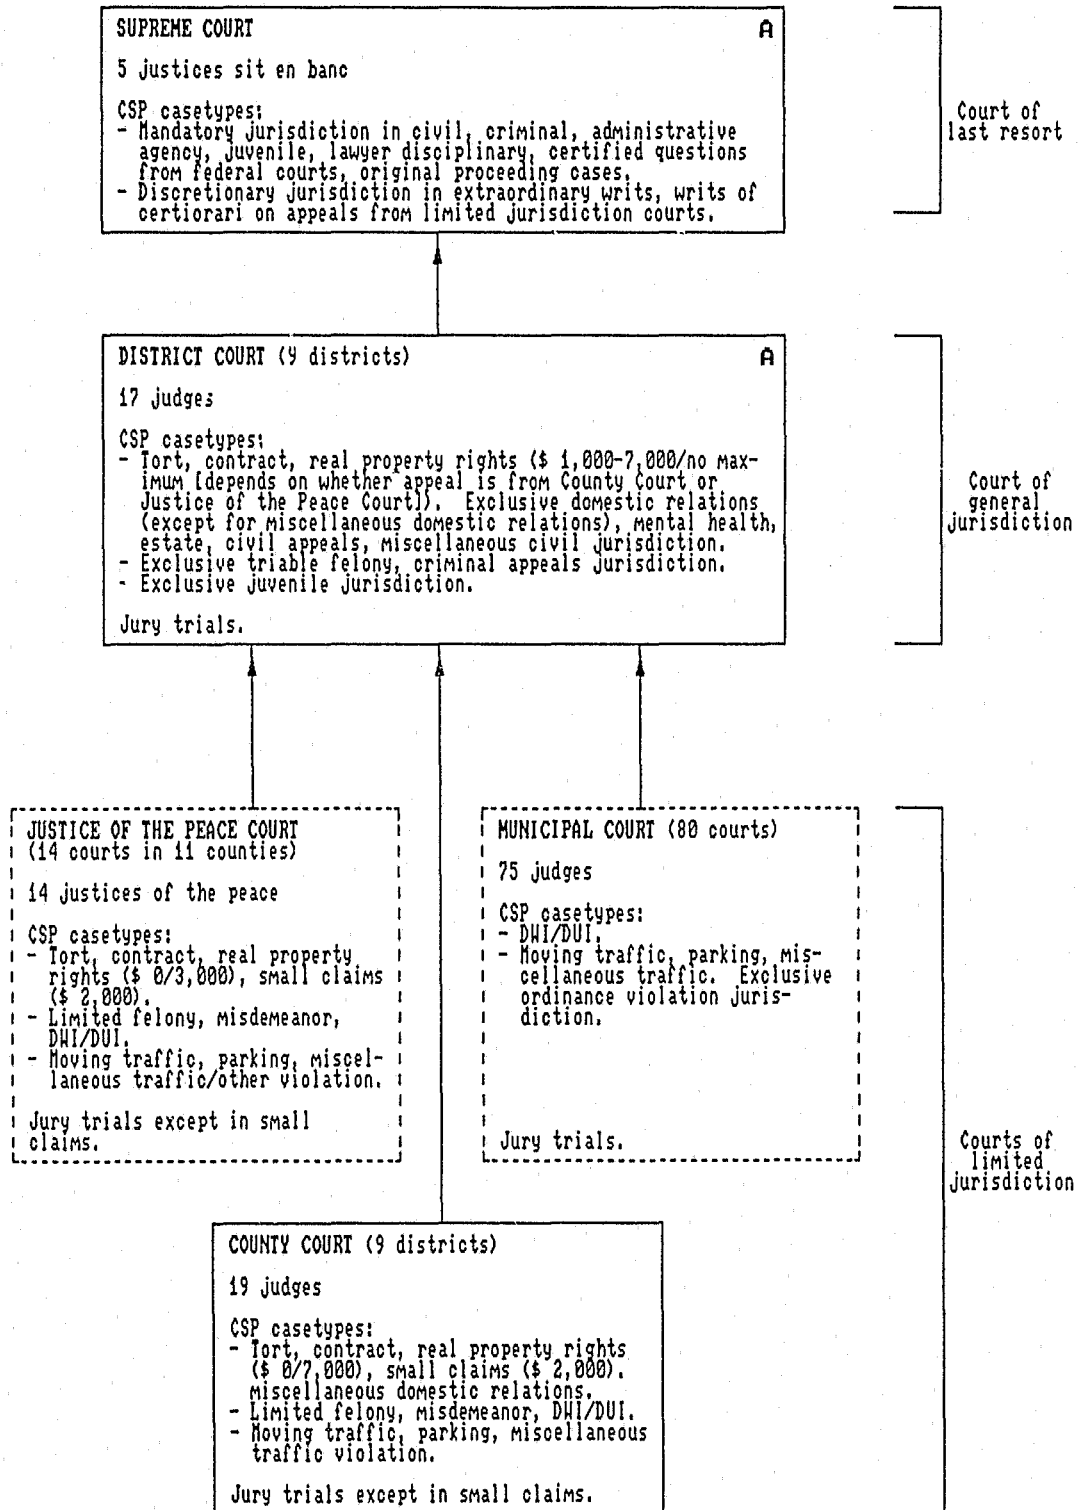 SUPREME COURT A
5 justices sit en banc
CSP casetypes:
- Mandatory jurisdiction in civil, criminal, administrative
agency, juvenile, lawyer disciplinary, certified questions
from federal courts, original proceeding cases.
- Discretionary jurisdiction in extraordinary writs, writs of
certiorari on appeals from limited jurisdiction courts.
Court of
last resort
DISTRICT COURT (9 districts) A
17 judges
CSP casetypes:
- Tort, contract, real property rights ($ 1,000-7,000/no max-
imum [depends on whether appeal is from County Court or
Justice of the Peace Court]). Exclusive domestic relations
(except for miscellaneous domestic relations), mental health,
estate, civil appeals, miscellaneous civil jurisdiction.
- Exclusive triable felony, criminal appeals jurisdiction.
- Exclusive juvenile jurisdiction.
Jury trials.
Court of
general
jurisdiction
JUSTICE OF THE PEACE COURT
(14 courts in 11 counties)
14 justices of the peace
CSP casetypes:
- Tort, contract, real property
rights ($ 0/3,000), small claims
($ 2,000).
- Limited felony, misdemeanor,
DWI/DUI.
- Moving traffic, parking, miscel-
laneous traffic/other violation.
Jury trials except in small
claims.
MUNICIPAL COURT (80 courts)
75 judges
CSP casetypes:
- DWI/DUI.
- Moving traffic, parking, mis-
cellaneous traffic. Exclusive
ordinance violation juris-
diction.
Jury trials.
Courts of
limited
jurisdiction
COUNTY COURT (9 districts)
19 judges
CSP casetypes:
- Tort, contract, real property rights
($ 0/7,000), small claims ($ 2,000).
miscellaneous domestic relations.
- Limited felony, misdemeanor, DWI/DUI.
- Moving traffic, parking, miscellaneous
traffic violation.
Jury trials except in small claims.